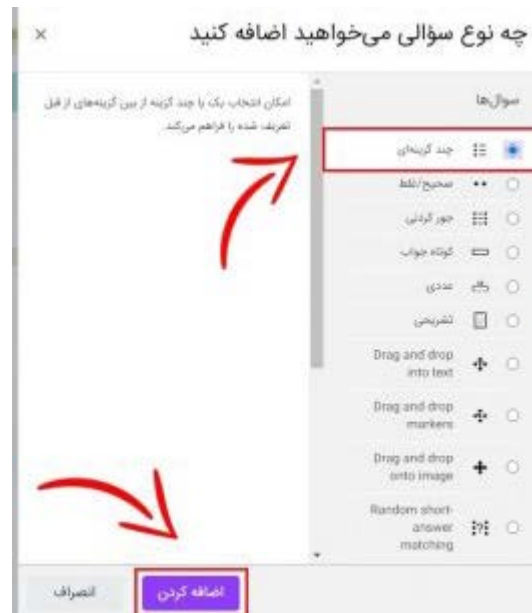 چه نوع سؤالی می‌خواهید اضافه کنید
×
سوال‌ها
چند گزینه‌ای
صحیح/غلط
جور کردنی
کوتاه جواب
عددی
تشریحی
Drag and drop
into text
Drag and drop
markers
Drag and drop
onto image
Random short-
answer
matching
امکان انتخاب یک یا چند گزینه از بین گزینه‌های از قبل
تعریف شده را فراهم می‌کند.
اضافه کردن
انصراف